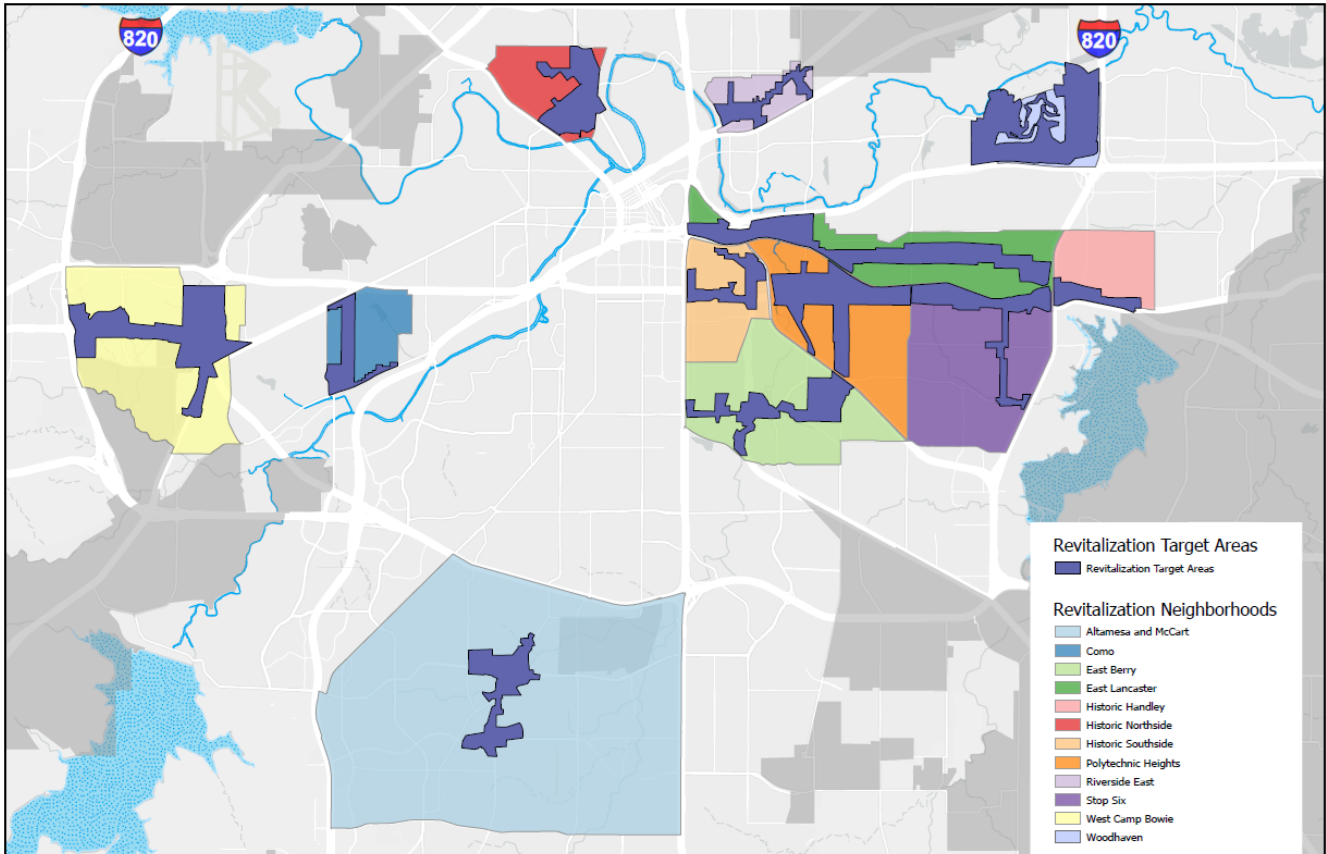 820
820
Revitalization Target Areas
Revitalization Target Areas
Revitalization Neighborhoods
Altamesa and McCart
Como
East Berry
East Lancaster
Historic Handley
Historic Northside
Historic Southside
Polytechnic Heights
Riverside East
Stop Six
West Camp Bowie
Woodhaven